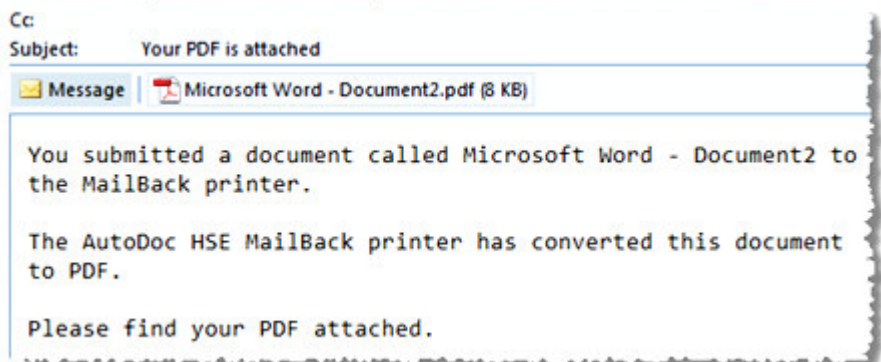 Cc:
Subject: Your PDF is attached
Message Microsoft Word - Document2.pdf (8 KB)
You submitted a document called Microsoft Word - Document2 to
the MailBack printer.
The AutoDoc HSE MailBack printer has converted this document
to PDF.
Please find your PDF attached.